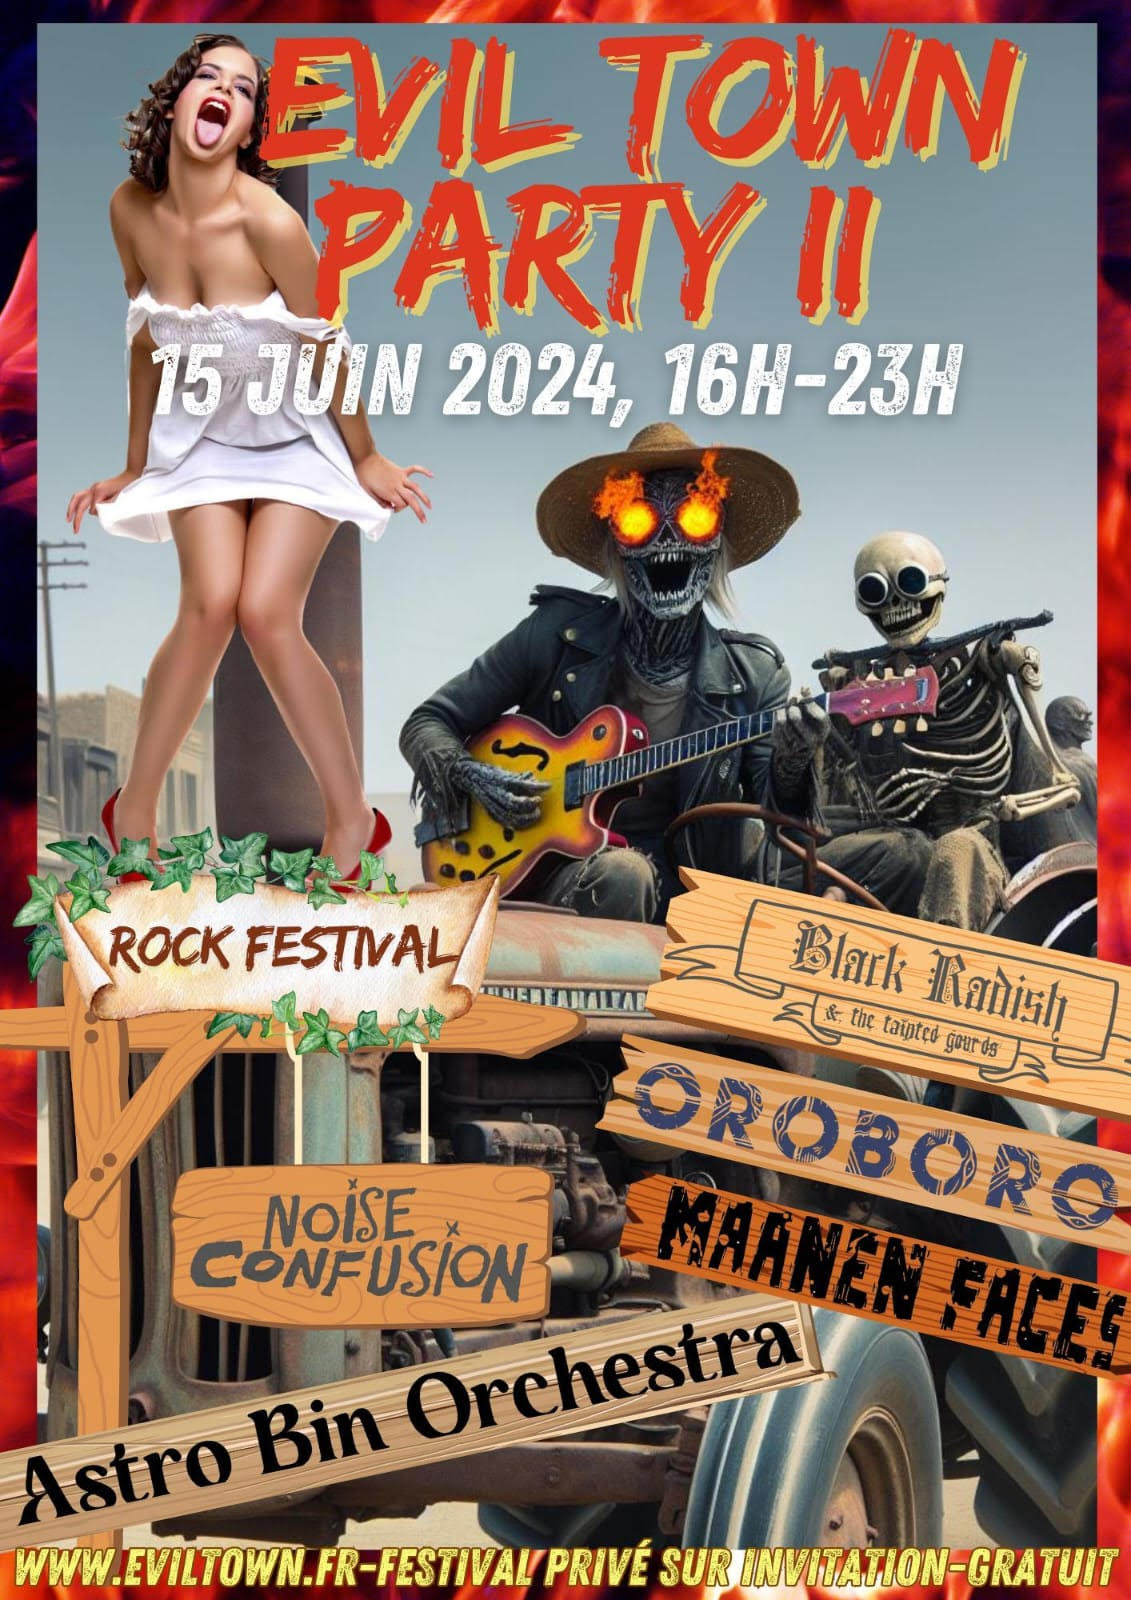 EVIL TOWN
PARTY II
15 JUIN 2024, 16H-23H
ROCK FESTIVAL
Black Radish
& the tainted gourds
OROBORO
NOISE
CONFUSION
MAANEN FACES
Astro Bin Orchestra
WWW.EVILTOWN.FR-FESTIVAL PRIVÉ SUR INVITATION-GRATUIT